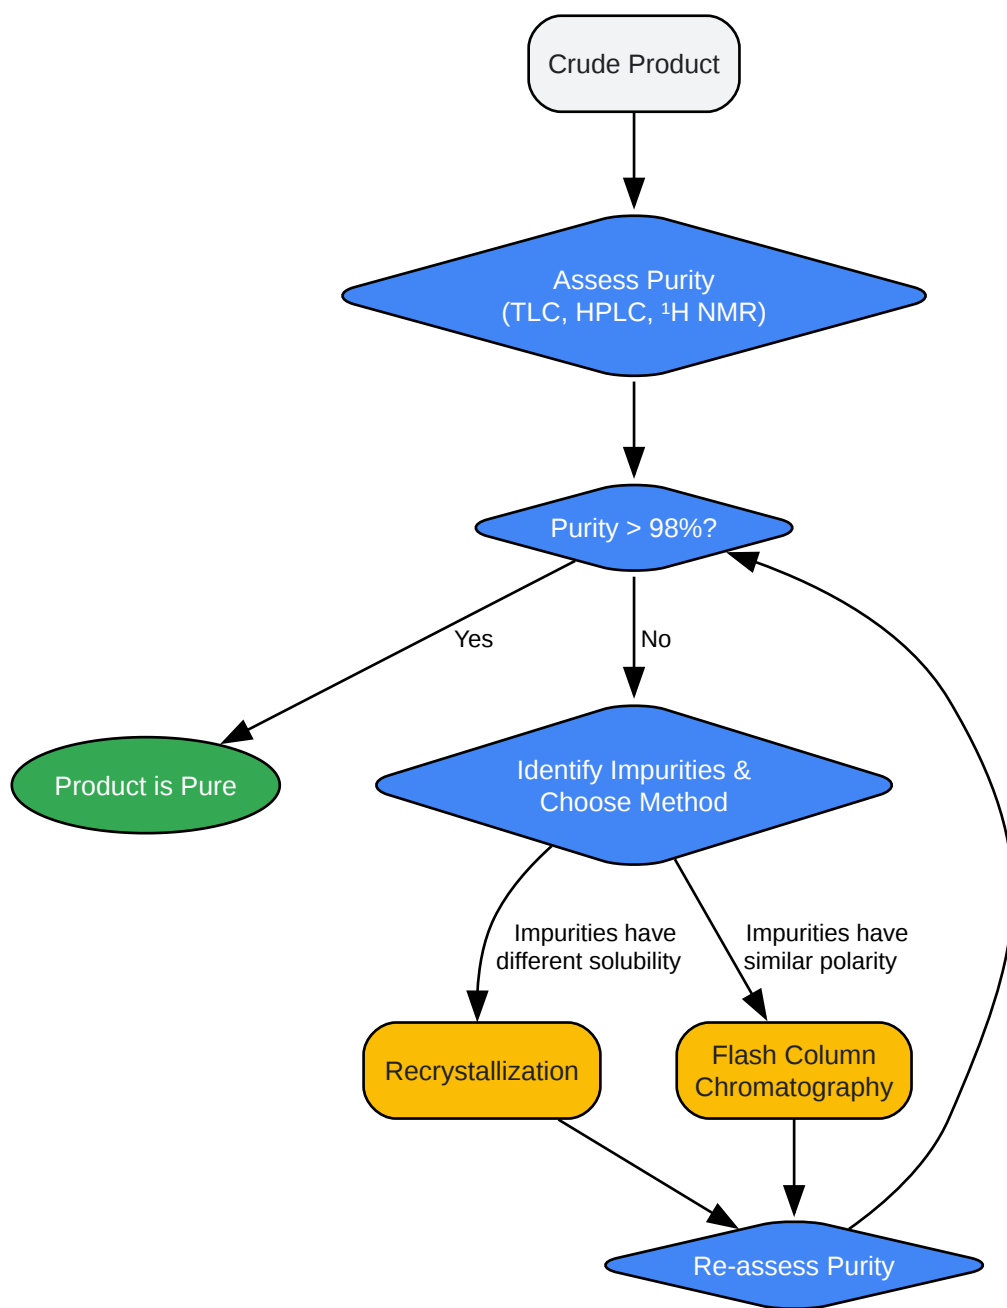 Crude Product
Assess Purity
(TLC, HPLC, ¹H NMR)
Purity > 98%?
Yes
No
Product is Pure
Identify Impurities &
Choose Method
Impurities have
different solubility
Impurities have
similar polarity
Recrystallization
Flash Column
Chromatography
Re-assess Purity